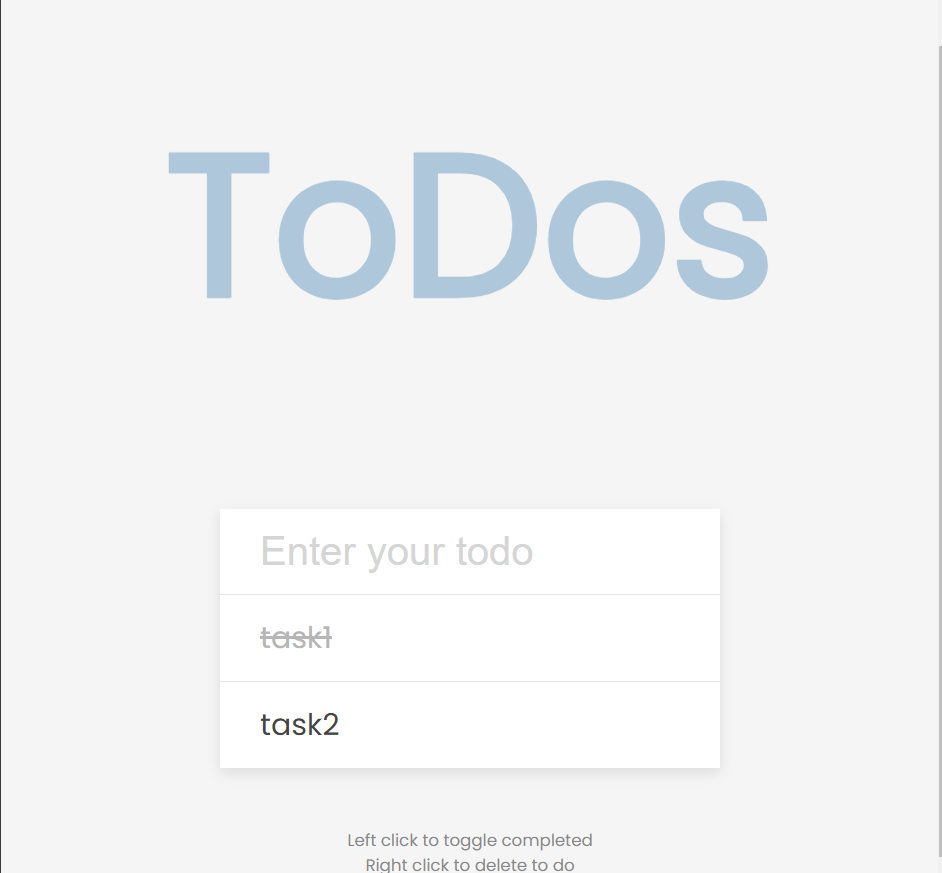 ToDos
Enter your todo
task1
task2
Left click to toggle completed
Right click to delete to do